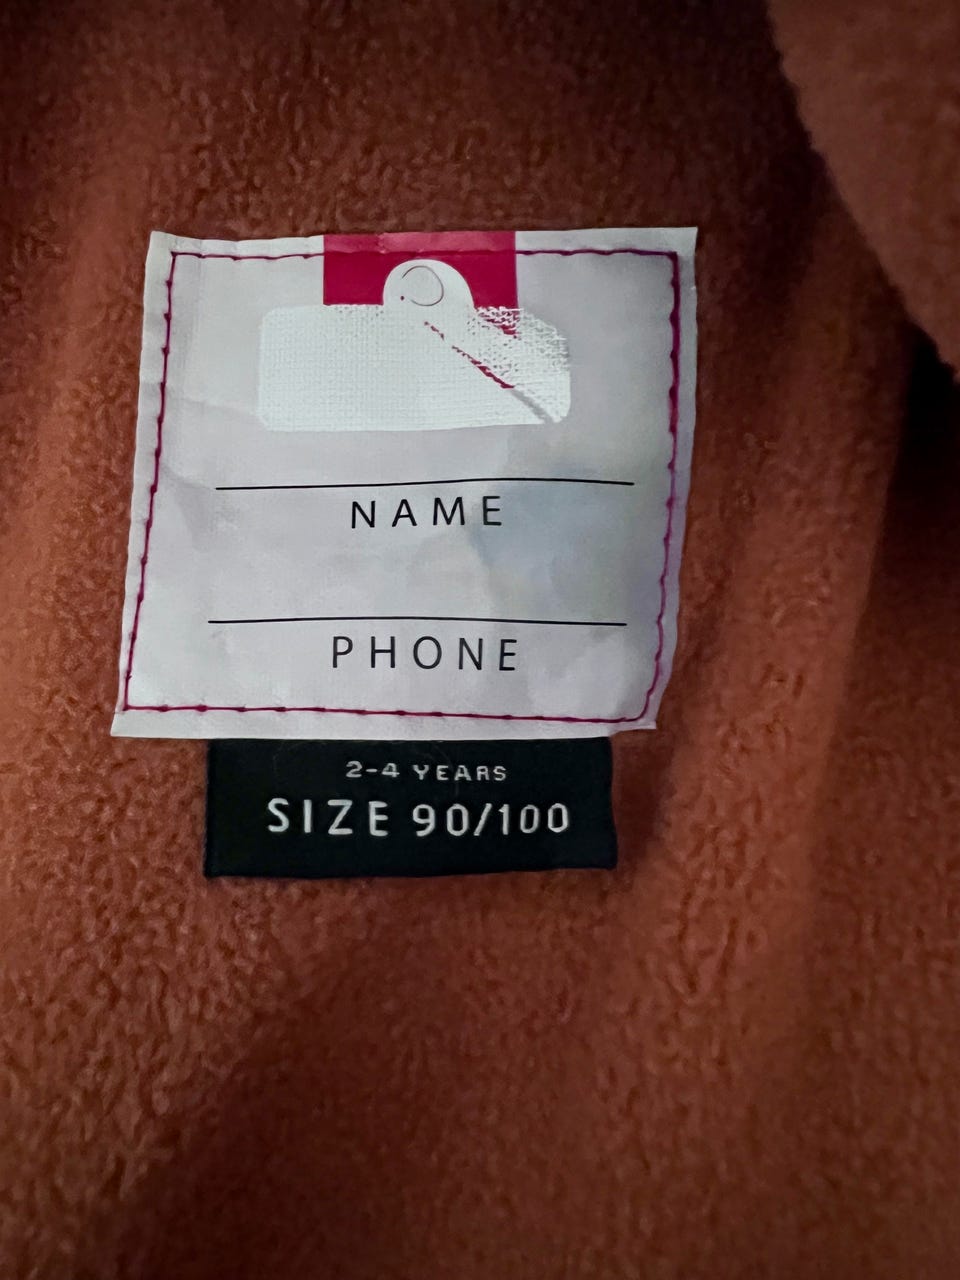 NAME
PHONE
2-4 YEARS
SIZE 90/100